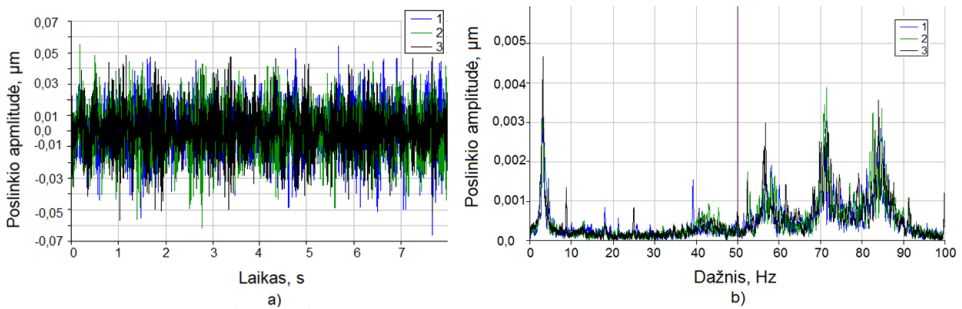 0,07
0,05
0,03
0,01
0,0
-0,01
-0,03
-0,05
-0,07
Poslinkio apmlitudė, µm
0 1 2 3 4 5 6 7
Laikas, s
a)
1
2
3
0,005
0,004
0,003
0,002
0,001
0,0
Poslinkio amplitudė, µm
0 10 20 30 40 50 60 70 80 90 100
Dažnis, Hz
b)
1
2
3